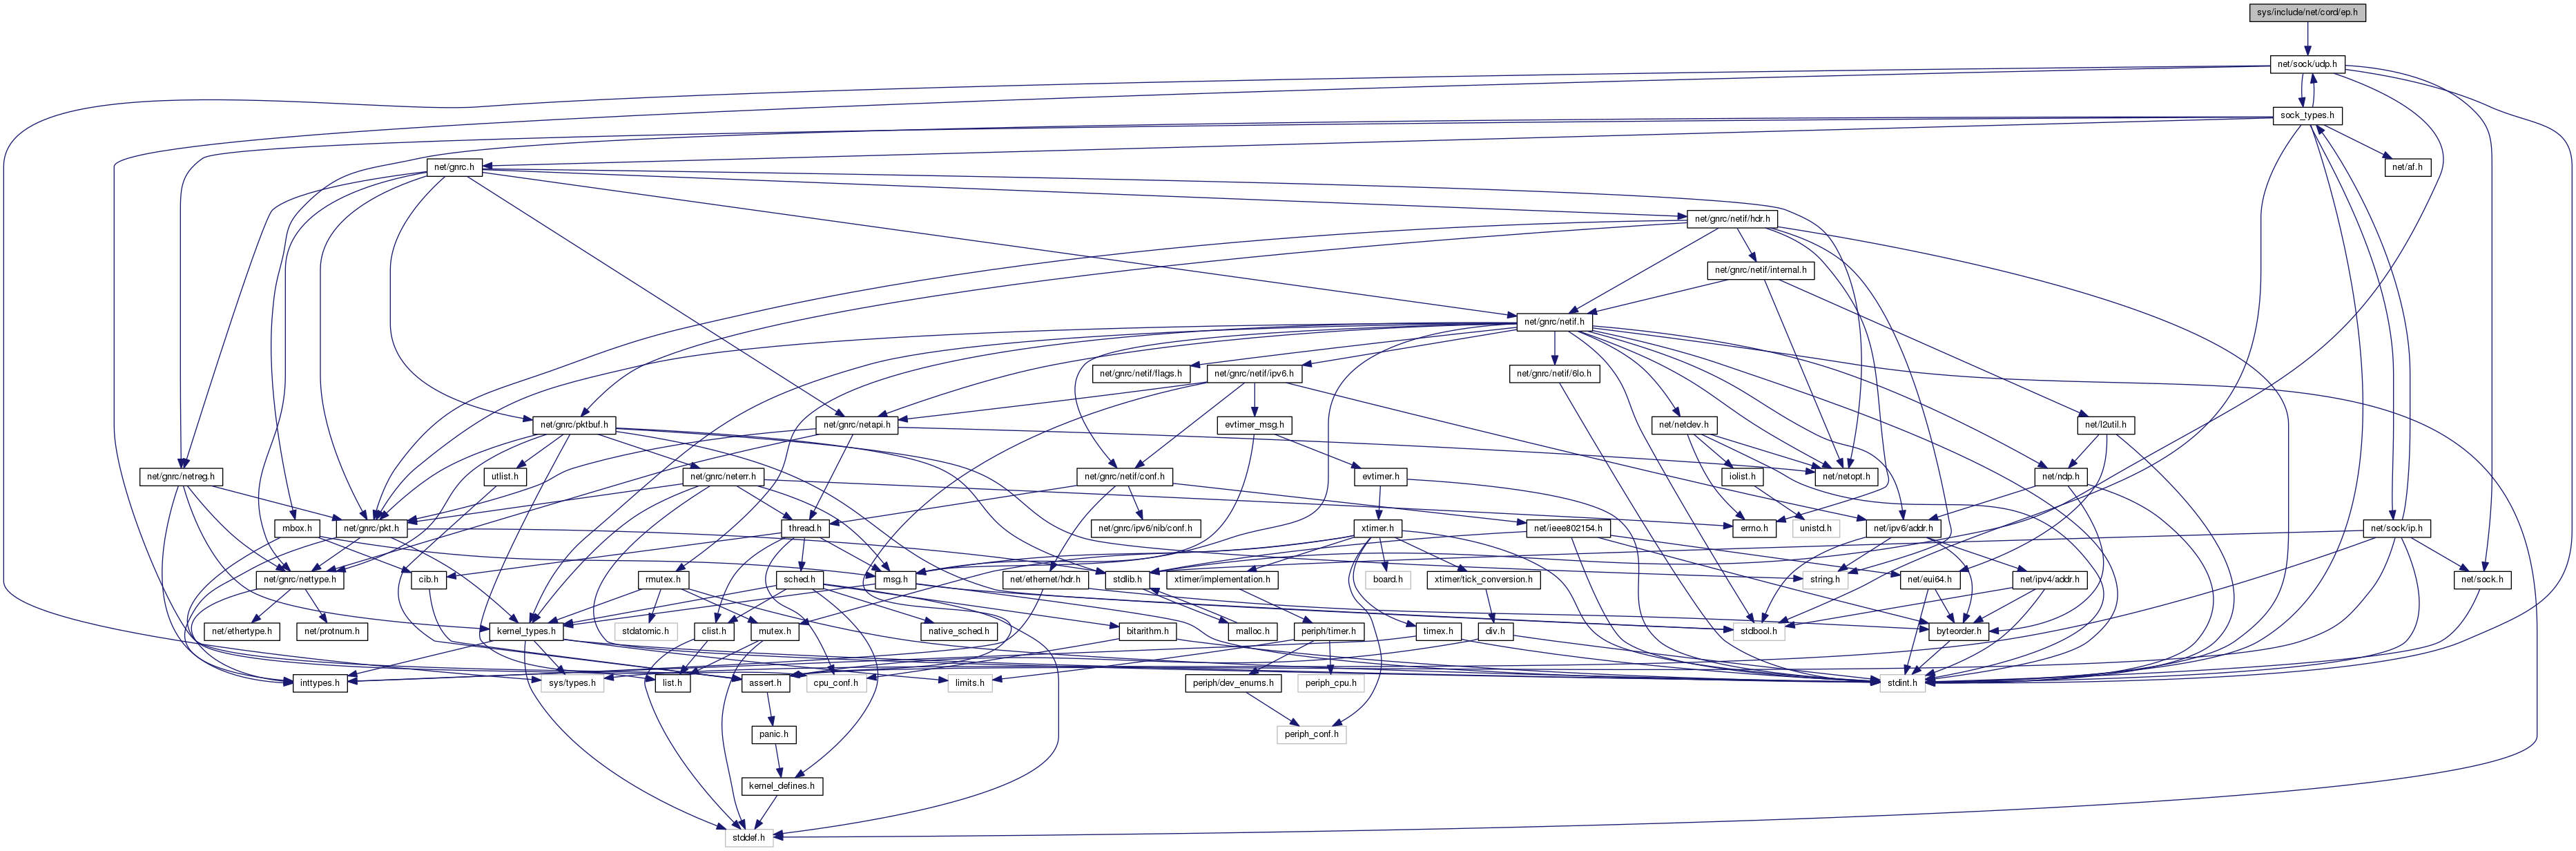 sys/include/net/cord/ep.h
net/sock/udp.h
sock_types.h
net/gnrc.h
net/af.h
net/gnrc/netif/hdr.h
net/gnrc/netif/internal.h
net/gnrc/netif.h
net/gnrc/netif/flags.h
net/gnrc/netif/ipv6.h
net/gnrc/netif/6lo.h
net/gnrc/pktbuf.h
net/gnrc/netapi.h
evtimer_msg.h
net/netdev.h
net/l2util.h
net/gnrc/netreg.h
utlist.h
net/gnrc/neterr.h
net/gnrc/netif/conf.h
evtimer.h
iolist.h
net/netopt.h
net/ndp.h
mbox.h
net/gnrc/pkt.h
thread.h
net/gnrc/ipv6/nib/conf.h
xtimer.h
net/ieee802154.h
errno.h
unistd.h
net/ipv6/addr.h
net/sock/ip.h
net/gnrc/nettype.h
cib.h
rmutex.h
sched.h
msg.h
net/ethernet/hdr.h
stdlib.h
xtimer/implementation.h
board.h
xtimer/tick_conversion.h
string.h
net/eui64.h
net/ipv4/addr.h
net/sock.h
net/ethertype.h
net/protnum.h
kernel_types.h
stdatomic.h
clist.h
mutex.h
native_sched.h
bitarithm.h
malloc.h
periph/timer.h
timex.h
div.h
stdbool.h
byteorder.h
inttypes.h
sys/types.h
list.h
assert.h
cpu_conf.h
limits.h
periph/dev_enums.h
periph_cpu.h
stdint.h
panic.h
periph_conf.h
kernel_defines.h
stddef.h